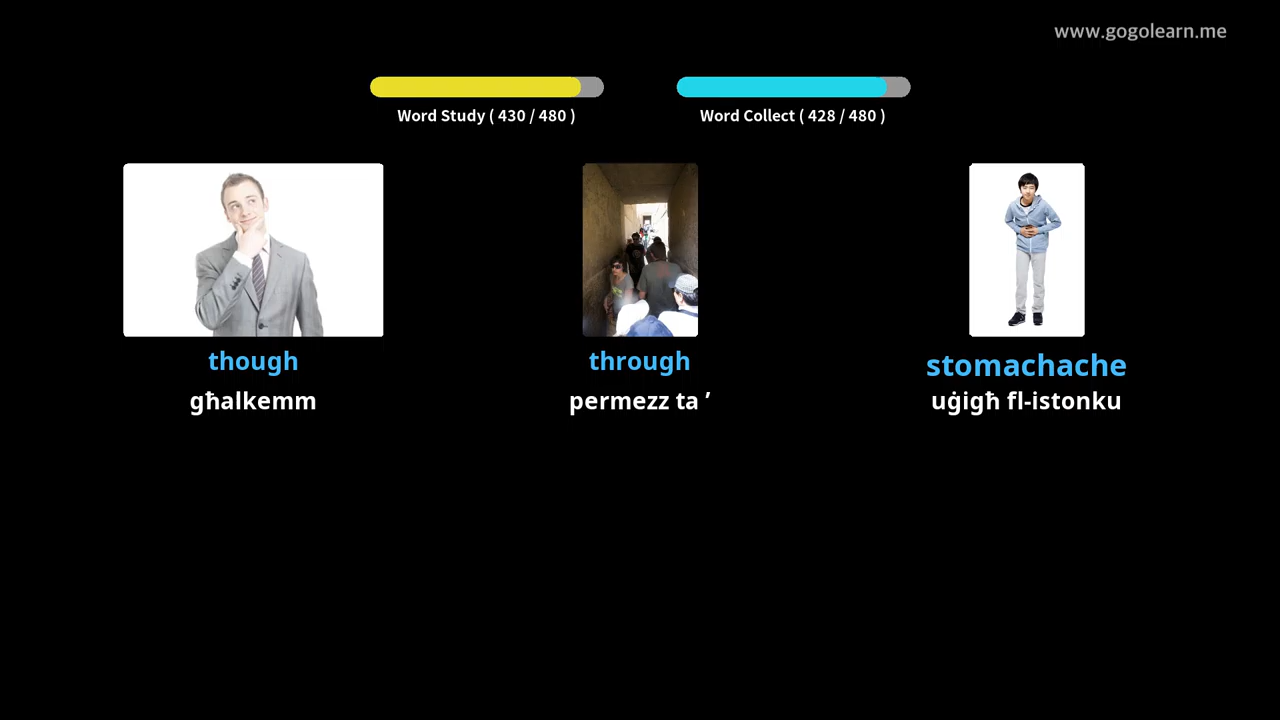 www.gogolearn.me
Word Study ( 430 / 480 )
Word Collect ( 428 / 480 )
though
through
stomachache
għalkemm
permezz ta ’
uġigħ fl-istonku